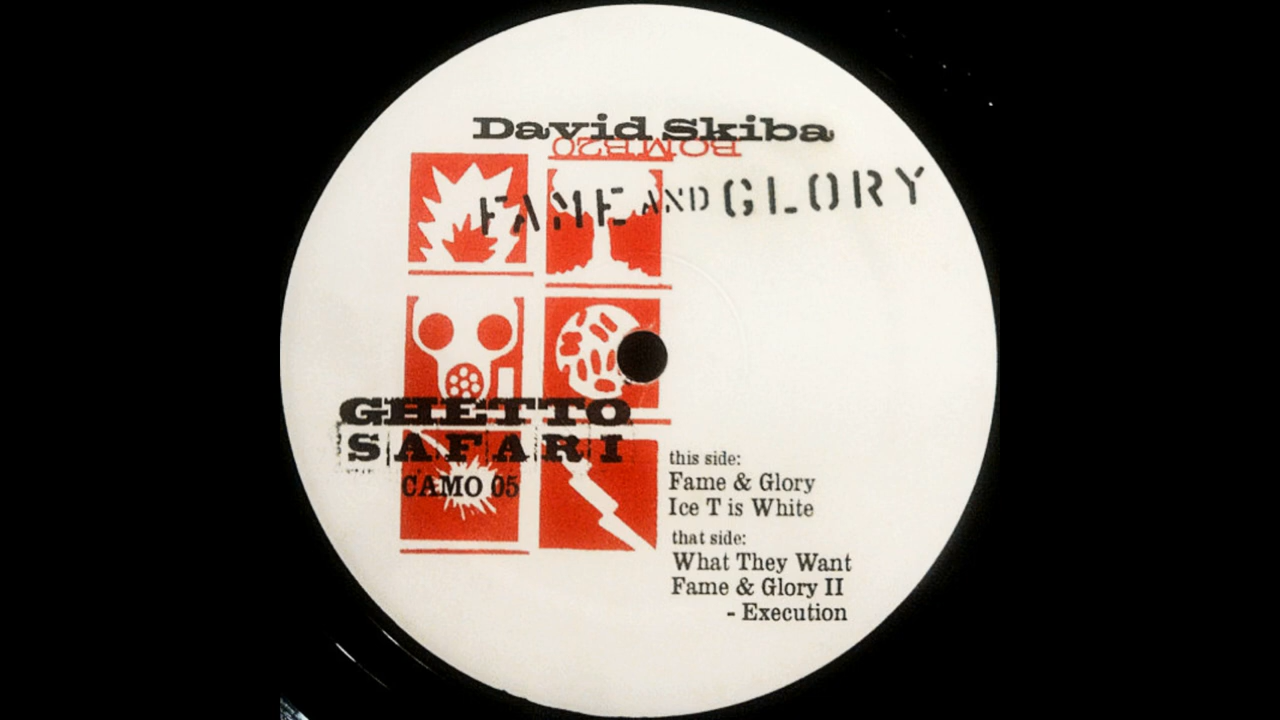 David Skiba
BOMB20
FAME AND GLORY
GHETTO
SAFARI
CAMO 05
this side:
Fame & Glory
Ice T is White
that side:
What They Want
Fame & Glory II
- Execution